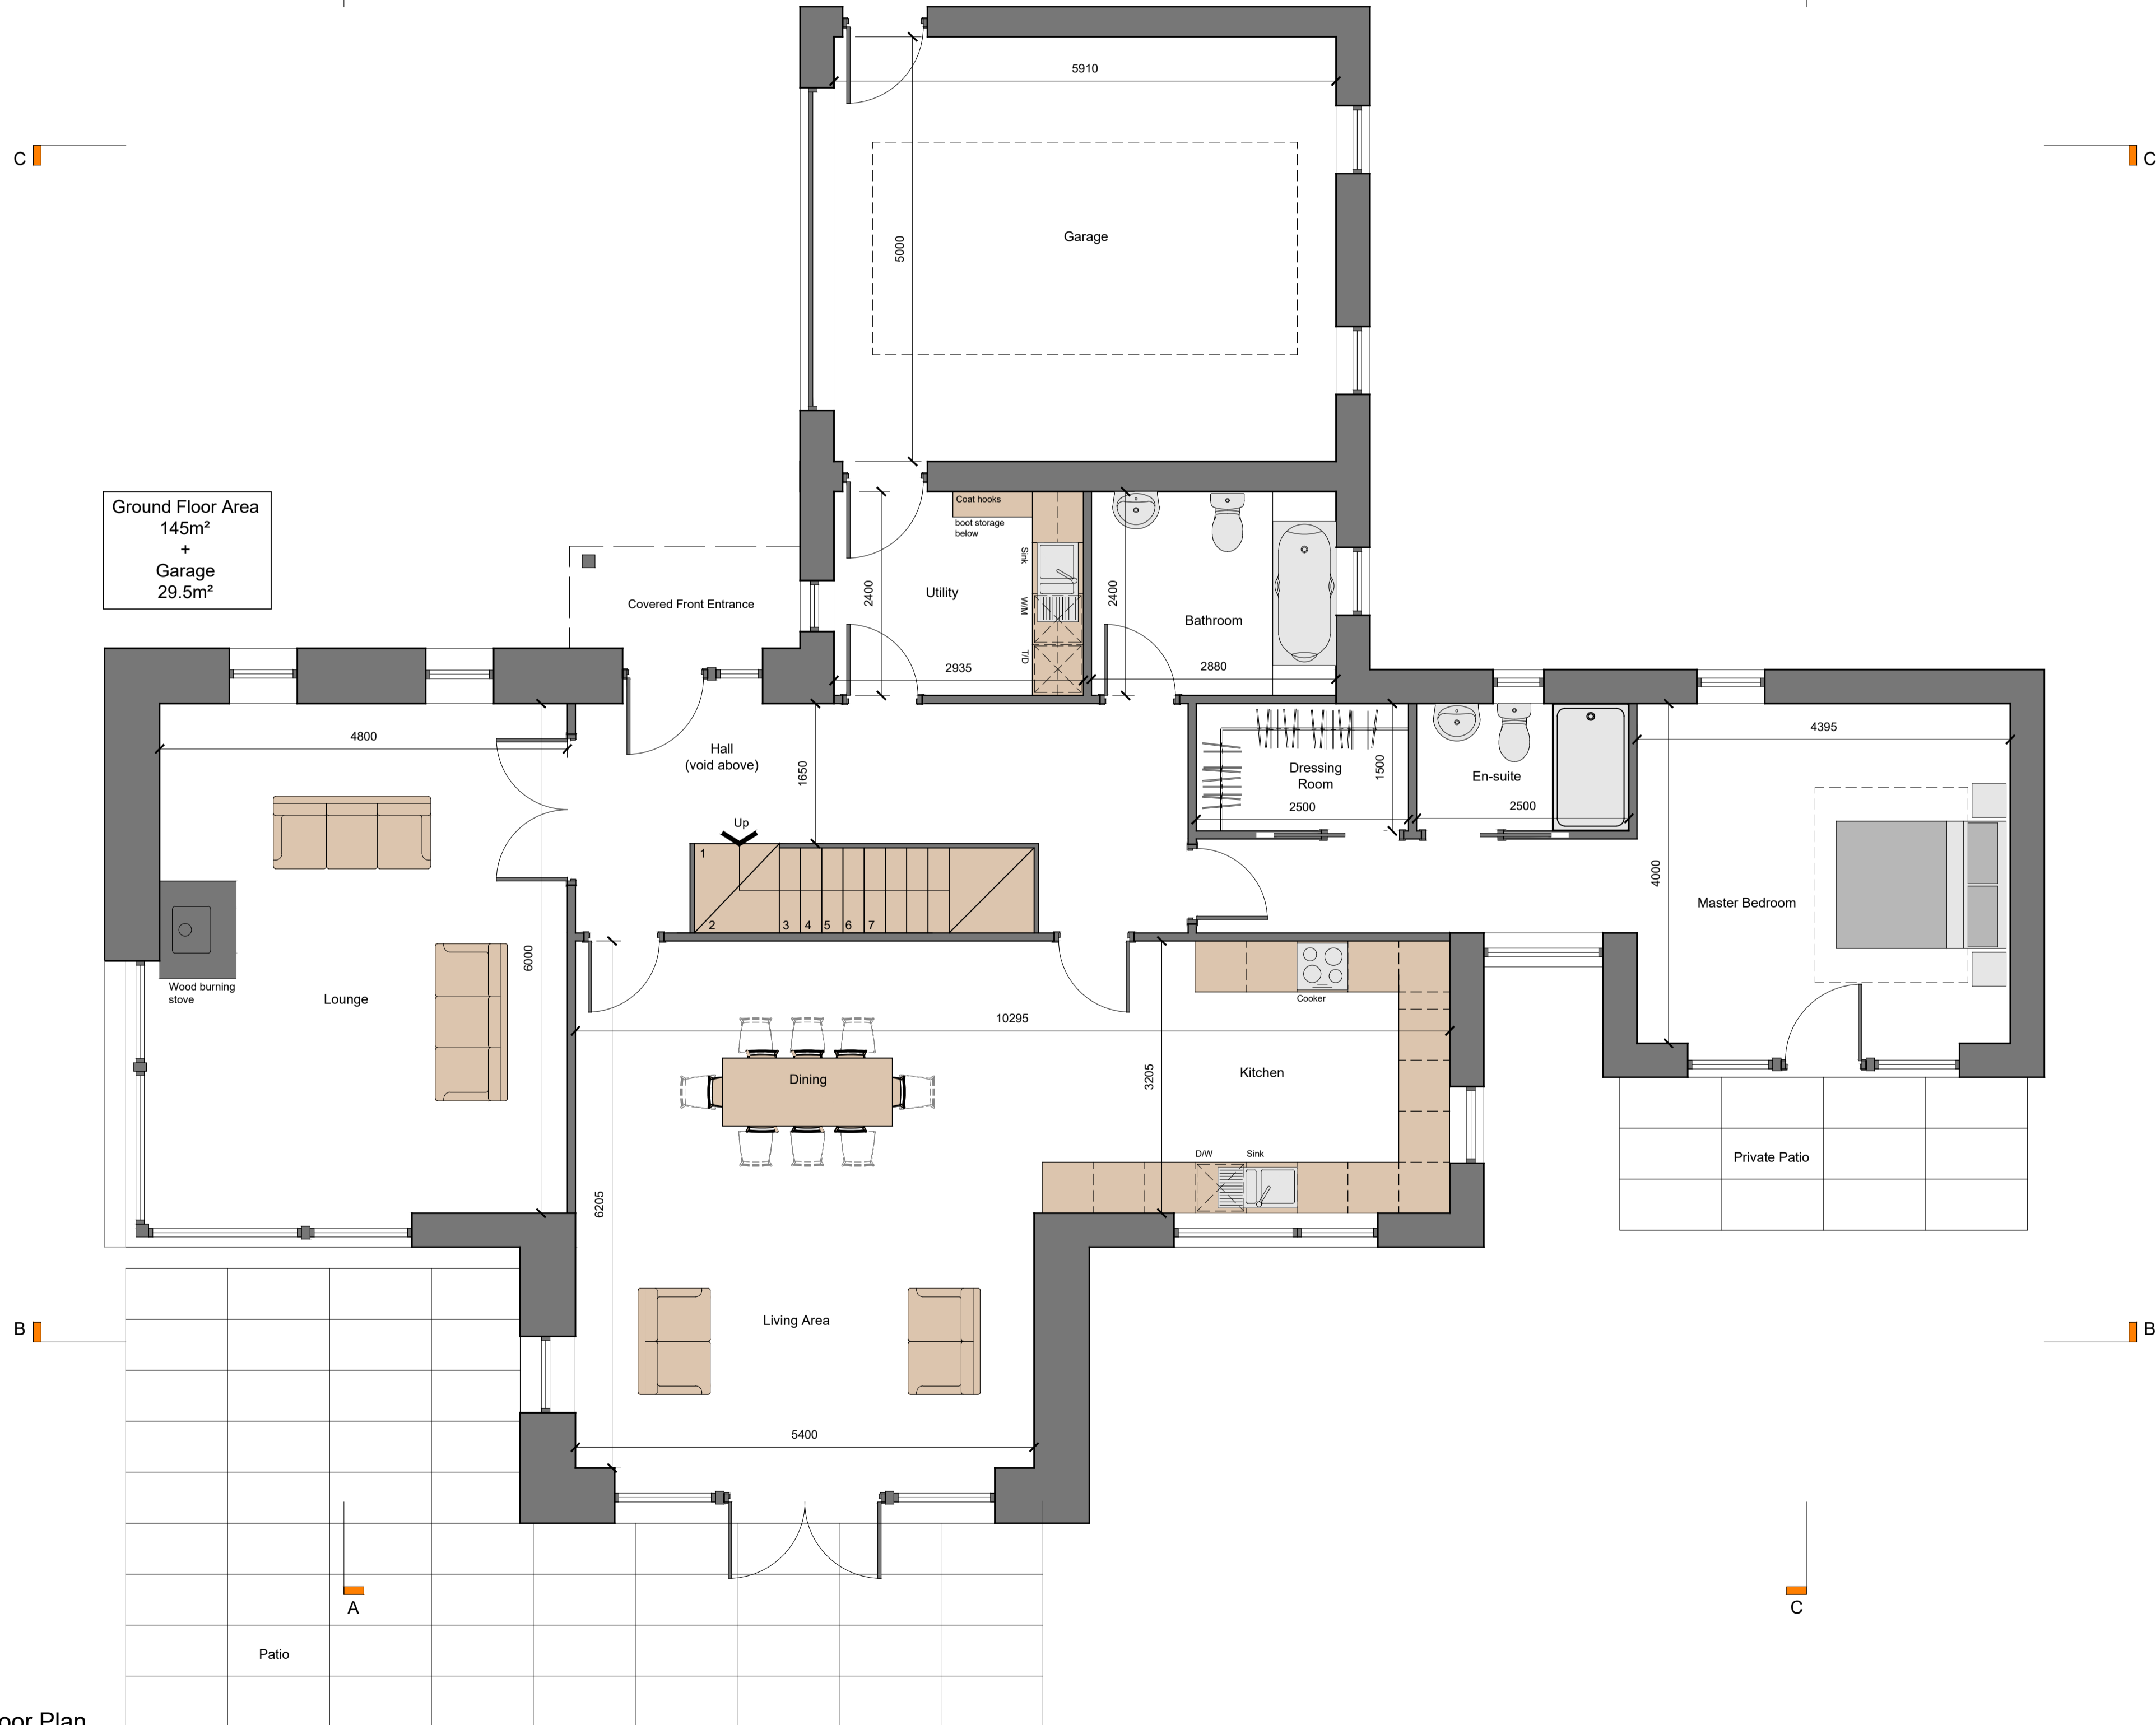 5910
C
C
5000
Garage
Ground Floor Area
145m²
+
Garage
29.5m²
Coat hooks
boot storage
below
Sink
W/M
T/D
2400
Utility
2935
Covered Front Entrance
2400
Bathroom
2880
4800
Hall
(void above)
1650
Dressing
Room
1500
2500
En-suite
2500
4395
4000
Master Bedroom
Up
1
2
3
4
5
6
7
Wood burning
stove
Lounge
6000
Cooker
10295
Dining
3205
Kitchen
D/W
Sink
Private Patio
6205
Living Area
B
B
5400
A
C
Patio
oor Plan